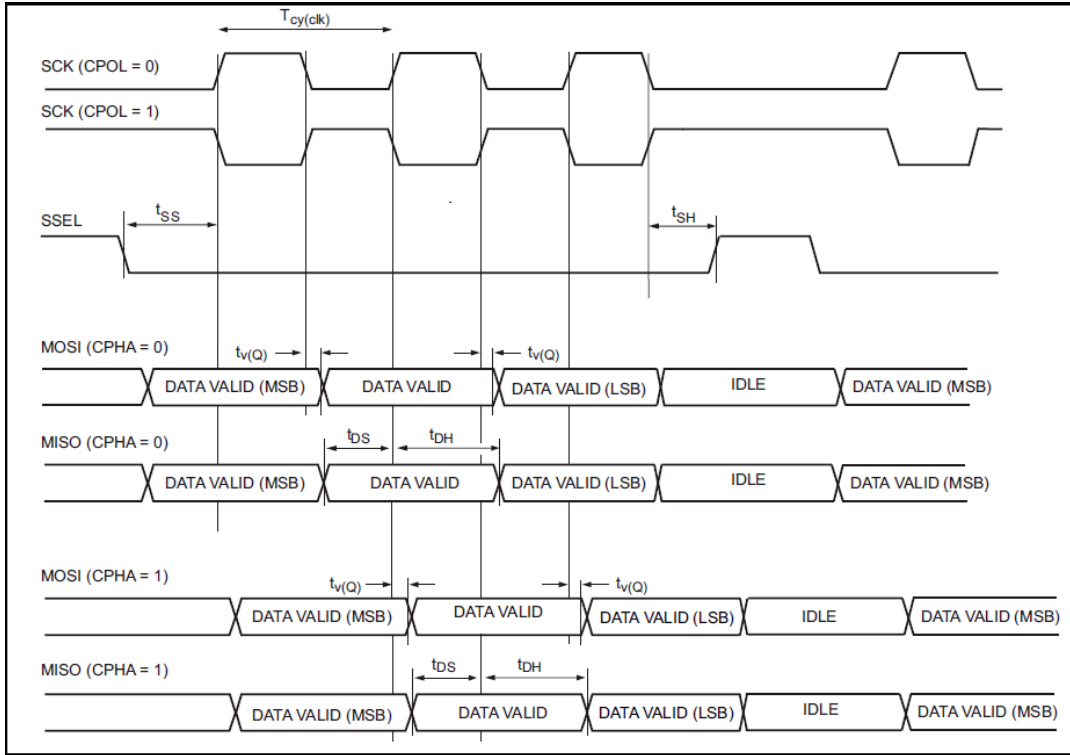 Tcy(clk)
SCK (CPOL = 0)
SCK (CPOL = 1)
SSEL
tSS
tSH
MOSI (CPHA = 0)
tv(Q) tv(Q)
DATA VALID (MSB) DATA VALID DATA VALID (LSB) IDLE DATA VALID (MSB)
MISO (CPHA = 0)
tDS tDH
DATA VALID (MSB) DATA VALID DATA VALID (LSB) IDLE DATA VALID (MSB)
MOSI (CPHA = 1)
tv(Q) tv(Q)
DATA VALID (MSB) DATA VALID DATA VALID (LSB) IDLE DATA VALID (MSB)
MISO (CPHA = 1)
tDS tDH
DATA VALID (MSB) DATA VALID DATA VALID (LSB) IDLE DATA VALID (MSB)